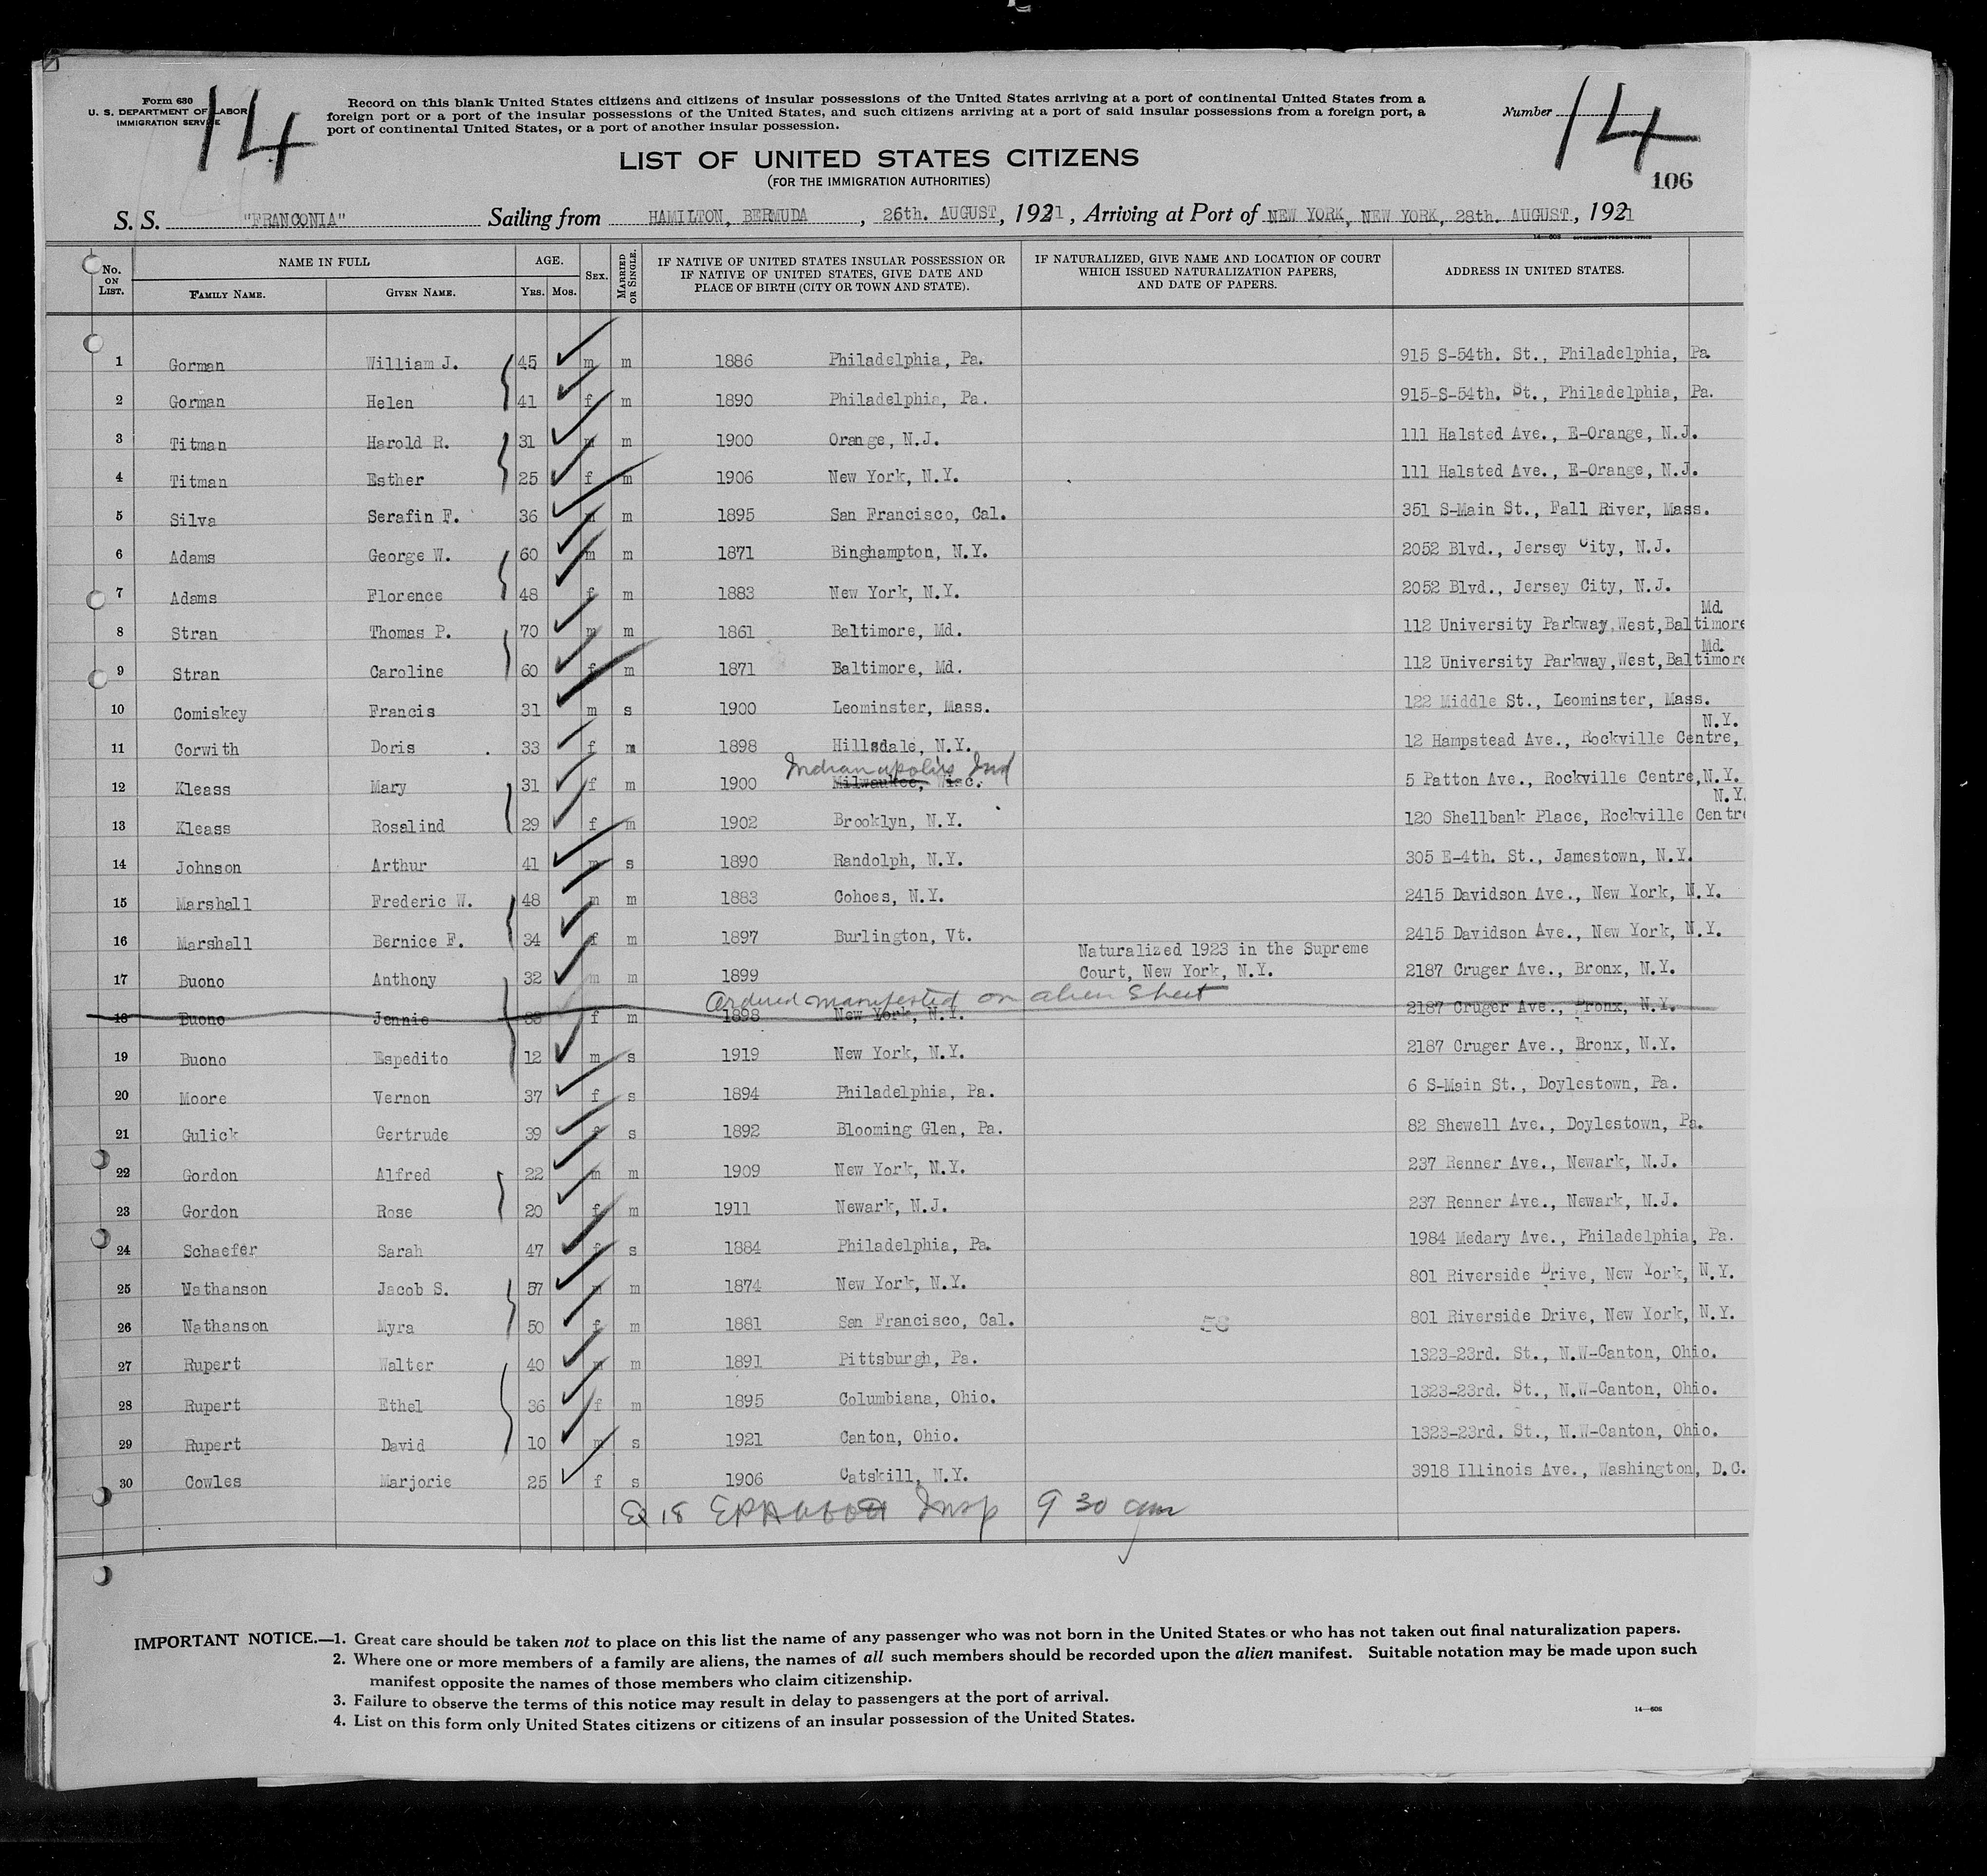 Form 630
U. S. DEPARTMENT OF LABOR
IMMIGRATION SERVICE
14
Record on this blank United States citizens and citizens of insular possessions of the United States arriving at a port of continental United States from a
foreign port or a port of the insular possessions of the United States, and such citizens arriving at a port of said insular possessions from a foreign port, a
port of continental United States, or a port of another insular possession.
Number 14
106
LIST OF UNITED STATES CITIZENS
(FOR THE IMMIGRATION AUTHORITIES)
S. S. "FRANCONIA" Sailing from HAMILTON, BERMUDA, 26th. AUGUST, 1931, Arriving at Port of NEW YORK, NEW YORK, 28th. AUGUST, 1931
14—608 GOVERNMENT PRINTING OFFICE
No. ON LIST. NAME IN FULL FAMILY NAME. GIVEN NAME. AGE. YRS. MOS. SEX. MARRIED OR SINGLE. IF NATIVE OF UNITED STATES INSULAR POSSESSION OR IF NATIVE OF UNITED STATES, GIVE DATE AND PLACE OF BIRTH (CITY OR TOWN AND STATE). IF NATURALIZED, GIVE NAME AND LOCATION OF COURT WHICH ISSUED NATURALIZATION PAPERS, AND DATE OF PAPERS. ADDRESS IN UNITED STATES.
1 Gorman William J. 45 m m 1886 Philadelphia, Pa. 915 S-54th. St., Philadelphia, Pa.
2 Gorman Helen 41 f m 1890 Philadelphia, Pa. 915-S-54th. St., Philadelphia, Pa.
3 Titman Harold R. 31 m m 1900 Orange, N.J. 111 Halsted Ave., E-Orange, N.J.
4 Titman Esther 25 f m 1906 New York, N.Y. 111 Halsted Ave., E-Orange, N.J.
5 Silva Serafin F. 36 m m 1895 San Francisco, Cal. 351 S-Main St., Fall River, Mass.
6 Adams George W. 60 m m 1871 Binghampton, N.Y. 2052 Blvd., Jersey City, N.J.
7 Adams Florence 48 f m 1883 New York, N.Y. 2052 Blvd., Jersey City, N.J.
8 Stran Thomas P. 70 m m 1861 Baltimore, Md. 112 University Parkway,West,Baltimore Md.
9 Stran Caroline 60 f m 1871 Baltimore, Md. 112 University Parkway,West,Baltimore Md.
10 Comiskey Francis 31 m s 1900 Leominster, Mass. 122 Middle St., Leominster, Mass.
11 Corwith Doris 33 f m 1898 Hillsdale, N.Y. 12 Hampstead Ave., Rockville Centre, N.Y.
Indianapolis Ind
12 Kleass Mary 31 f m 1900 Milwaukee, Wisc. 5 Patton Ave., Rockville Centre,N.Y.
13 Kleass Rosalind 29 f m 1902 Brooklyn, N.Y. 120 Shellbank Place, Rockville Centre N.Y.
14 Johnson Arthur 41 m s 1890 Randolph, N.Y. 305 E-4th. St., Jamestown, N.Y.
15 Marshall Frederic W. 48 m m 1883 Cohoes, N.Y. 2415 Davidson Ave., New York, N.Y.
16 Marshall Bernice F. 34 f m 1897 Burlington, Vt. 2415 Davidson Ave., New York, N.Y.
17 Buono Anthony 32 m m 1899 Naturalized 1923 in the Supreme Court, New York, N.Y. 2187 Cruger Ave., Bronx, N.Y.
Ordered manifested on alien Sheet
18 Buono Jennie f m 1898 New York, N.Y. 2187 Cruger Ave., Bronx, N.Y.
19 Buono Espedito 12 m s 1919 New York, N.Y. 2187 Cruger Ave., Bronx, N.Y.
20 Moore Vernon 37 f s 1894 Philadelphia, Pa. 6 S-Main St., Doylestown, Pa.
21 Gulick Gertrude 39 f s 1892 Blooming Glen, Pa. 82 Shewell Ave., Doylestown, Pa.
22 Gordon Alfred 22 m m 1909 New York, N.Y. 237 Renner Ave., Newark, N.J.
23 Gordon Rose 20 f m 1911 Newark, N.J. 237 Renner Ave., Newark, N.J.
24 Schaefer Sarah 47 f s 1884 Philadelphia, Pa. 1984 Medary Ave., Philadelphia, Pa.
25 Nathanson Jacob S. 57 m m 1874 New York, N.Y. 801 Riverside Drive, New York, N.Y.
26 Nathanson Myra 50 f m 1881 San Francisco, Cal. 801 Riverside Drive, New York, N.Y.
27 Rupert Walter 40 m m 1891 Pittsburgh, Pa. 1323-23rd. St., N.W-Canton, Ohio.
28 Rupert Ethel 36 f m 1895 Columbiana, Ohio. 1323-23rd. St., N.W-Canton, Ohio.
29 Rupert David 10 m s 1921 Canton, Ohio. 1323-23rd. St., N.W-Canton, Ohio.
30 Cowles Marjorie 25 f s 1906 Catskill, N.Y. 3918 Illinois Ave., Washington, D.C.
18 Insp 9 30 am
IMPORTANT NOTICE.—1. Great care should be taken not to place on this list the name of any passenger who was not born in the United States or who has not taken out final naturalization papers.
2. Where one or more members of a family are aliens, the names of all such members should be recorded upon the alien manifest. Suitable notation may be made upon such
manifest opposite the names of those members who claim citizenship.
3. Failure to observe the terms of this notice may result in delay to passengers at the port of arrival.
4. List on this form only United States citizens or citizens of an insular possession of the United States.
14—608